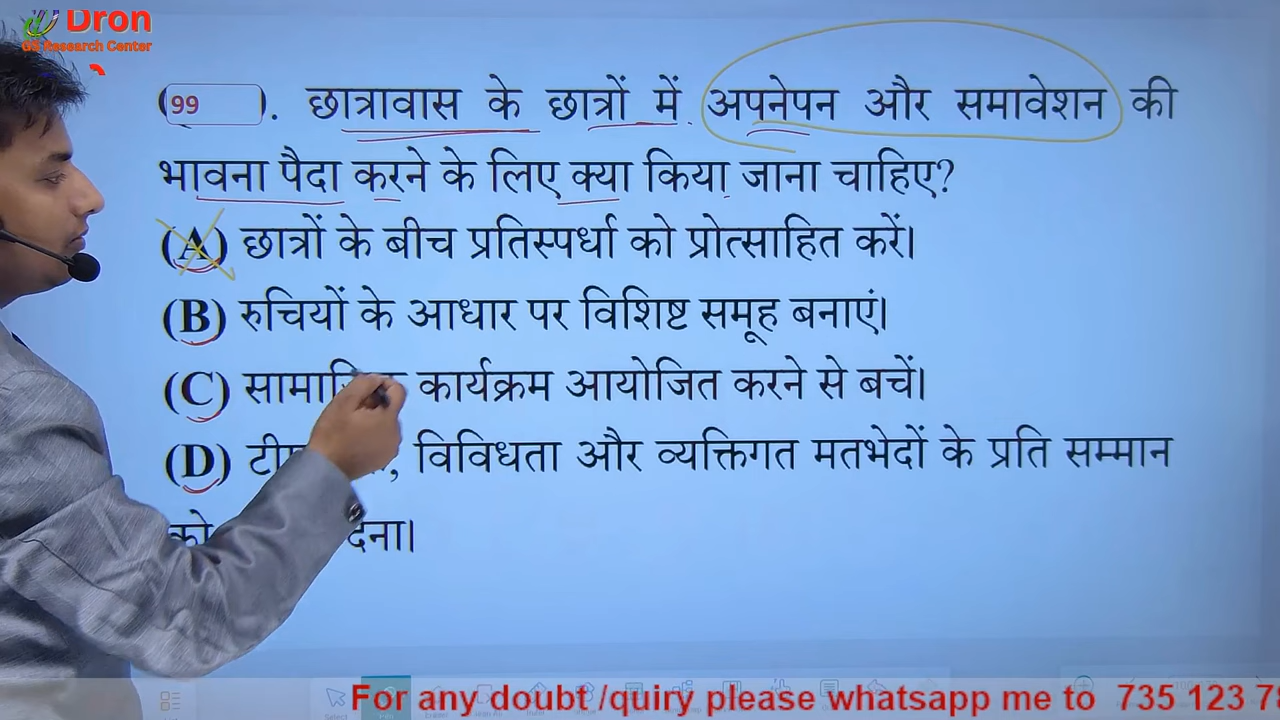 Dron
GS Research Center
(99). छात्रावास के छात्रों में अपनेपन और समावेशन की
भावना पैदा करने के लिए क्या किया जाना चाहिए?
(A) छात्रों के बीच प्रतिस्पर्धा को प्रोत्साहित करें।
(B) रुचियों के आधार पर विशिष्ट समूह बनाएं।
(C) कार्यक्रम आयोजित करने से बचें।
(D) विविधता और व्यक्तिगत मतभेदों के प्रति सम्मान
को देना।
For any doubt /quiry please whatsapp me to 735 123